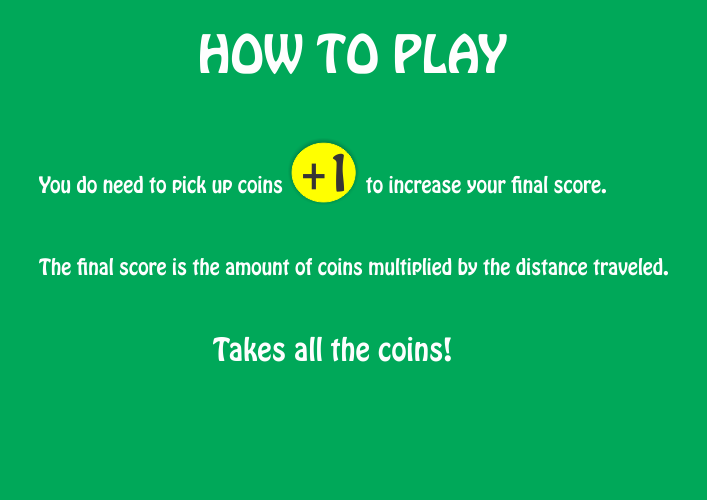 HOW TO PLAY
You do need to pick up coins +1 to increase your final score.
The final score is the amount of coins multiplied by the distance traveled.
Takes all the coins!